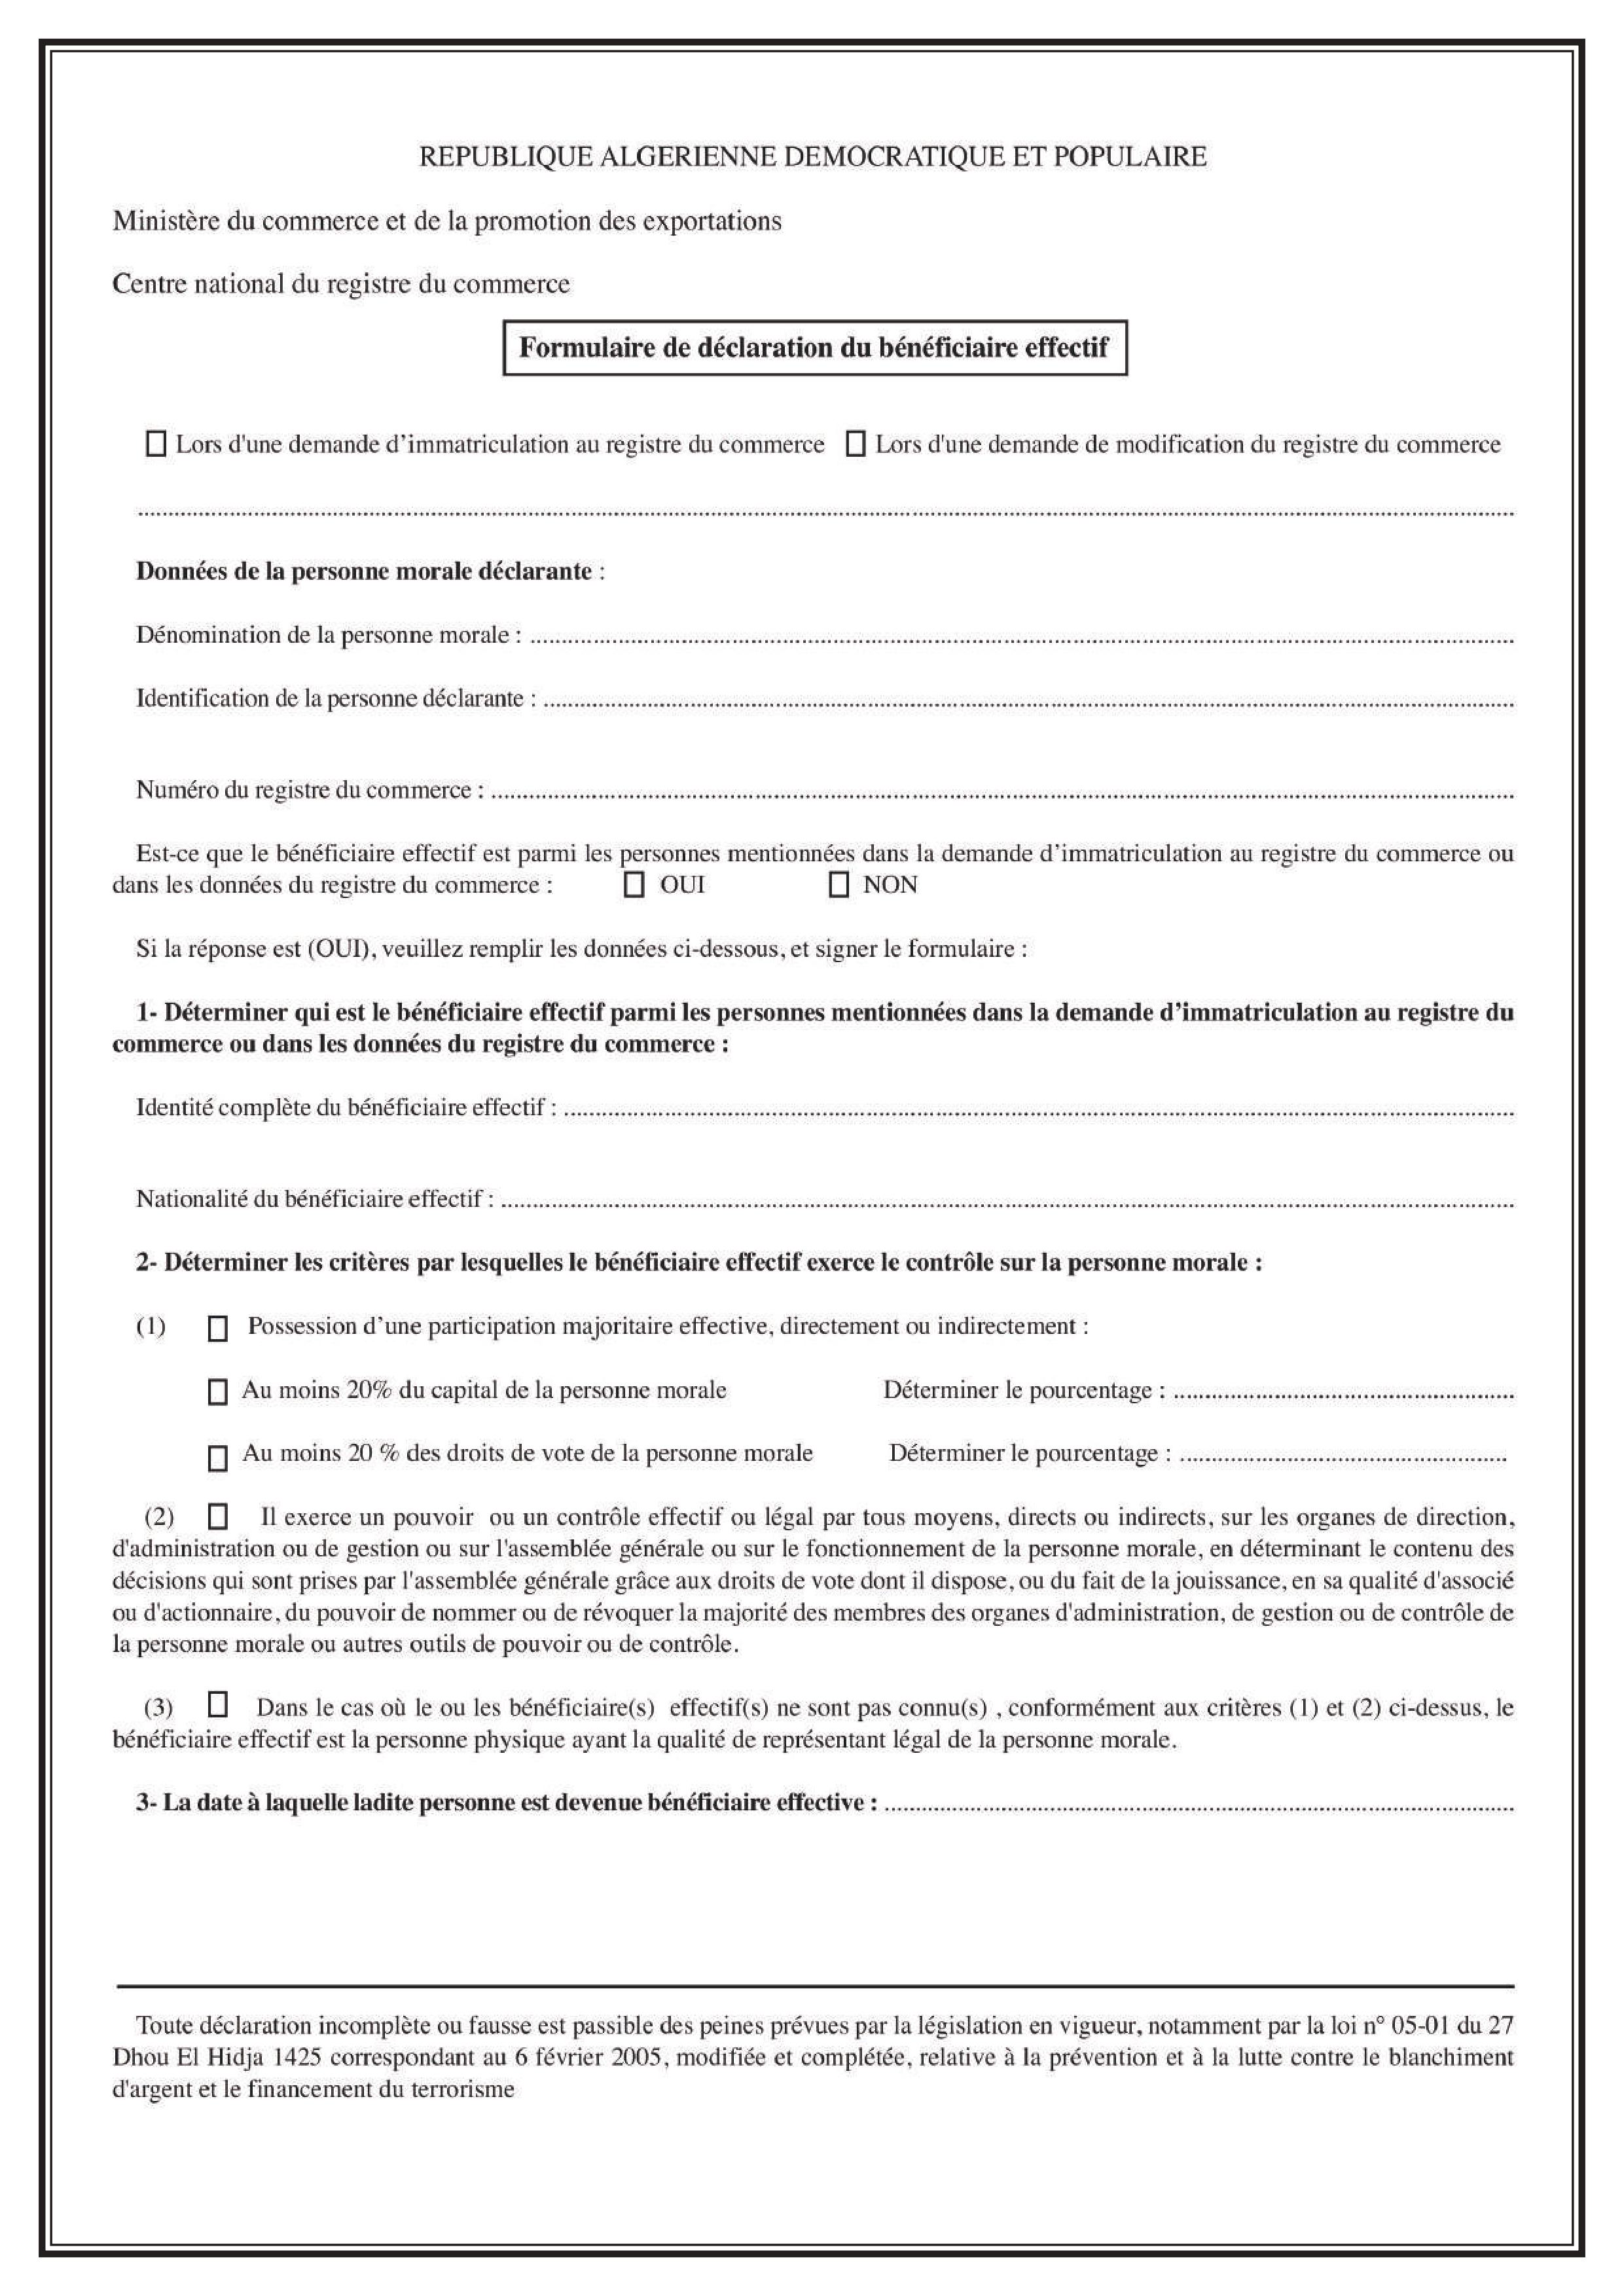 REPUBLIQUE ALGERIENNE DEMOCRATIQUE ET POPULAIRE
Ministère du commerce et de la promotion des exportations
Centre national du registre du commerce
Formulaire de déclaration du bénéficiaire effectif
Lors d'une demande d’immatriculation au registre du commerce Lors d'une demande de modification du registre du commerce
Données de la personne morale déclarante :
Dénomination de la personne morale :
Identification de la personne déclarante :
Numéro du registre du commerce :
Est-ce que le bénéficiaire effectif est parmi les personnes mentionnées dans la demande d’immatriculation au registre du commerce ou
dans les données du registre du commerce : OUI NON
Si la réponse est (OUI), veuillez remplir les données ci-dessous, et signer le formulaire :
1- Déterminer qui est le bénéficiaire effectif parmi les personnes mentionnées dans la demande d’immatriculation au registre du
commerce ou dans les données du registre du commerce :
Identité complète du bénéficiaire effectif :
Nationalité du bénéficiaire effectif :
2- Déterminer les critères par lesquelles le bénéficiaire effectif exerce le contrôle sur la personne morale :
(1) Possession d’une participation majoritaire effective, directement ou indirectement :
Au moins 20% du capital de la personne morale Déterminer le pourcentage :
Au moins 20 % des droits de vote de la personne morale Déterminer le pourcentage :
(2) Il exerce un pouvoir ou un contrôle effectif ou légal par tous moyens, directs ou indirects, sur les organes de direction,
d'administration ou de gestion ou sur l'assemblée générale ou sur le fonctionnement de la personne morale, en déterminant le contenu des
décisions qui sont prises par l'assemblée générale grâce aux droits de vote dont il dispose, ou du fait de la jouissance, en sa qualité d'associé
ou d'actionnaire, du pouvoir de nommer ou de révoquer la majorité des membres des organes d'administration, de gestion ou de contrôle de
la personne morale ou autres outils de pouvoir ou de contrôle.
(3) Dans le cas où le ou les bénéficiaire(s) effectif(s) ne sont pas connu(s) , conformément aux critères (1) et (2) ci-dessus, le
bénéficiaire effectif est la personne physique ayant la qualité de représentant légal de la personne morale.
3- La date à laquelle ladite personne est devenue bénéficiaire effective :
Toute déclaration incomplète ou fausse est passible des peines prévues par la législation en vigueur, notamment par la loi n° 05-01 du 27
Dhou El Hidja 1425 correspondant au 6 février 2005, modifiée et complétée, relative à la prévention et à la lutte contre le blanchiment
d'argent et le financement du terrorisme